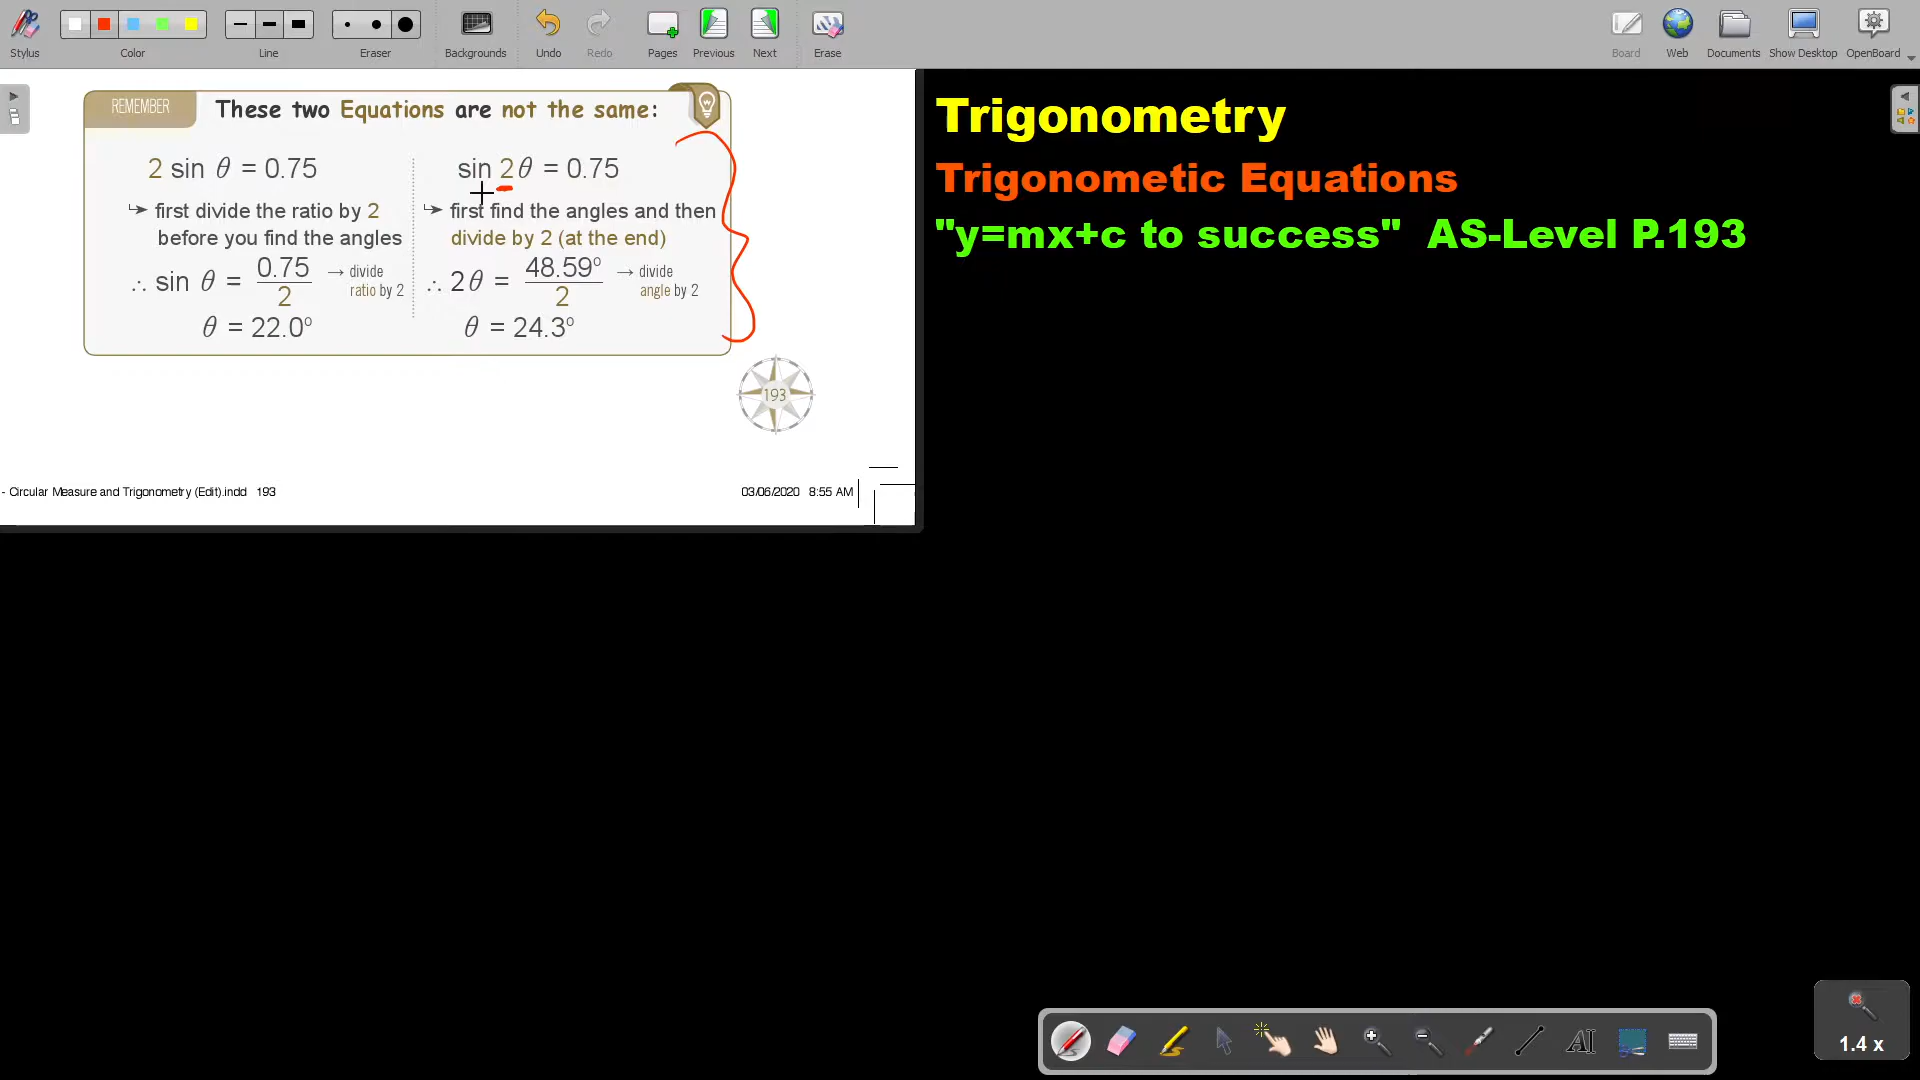 Stylus
Color
Line
Eraser
Backgrounds
Undo
Redo
Pages
Previous
Next
Erase
Board
Web
Documents
Show Desktop
OpenBoard
REMEMBER
These two Equations are not the same:
2 sin θ = 0.75
↳ first divide the ratio by 2
before you find the angles
∴ sin θ = 0.75/2 → divide ratio by 2
θ = 22.0°
sin 2θ = 0.75
↳ first find the angles and then
divide by 2 (at the end)
∴ 2θ = 48.59°/2 → divide angle by 2
θ = 24.3°
193
- Circular Measure and Trigonometry (Edit).indd 193
03/06/2020 8:55 AM
Trigonometry
Trigonometic Equations
"y=mx+c to success" AS-Level P.193
AI
1.4 x